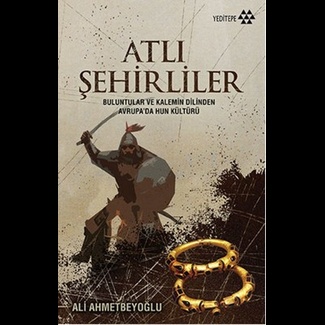 YEDİTEPE
ATLI
ŞEHİRLİLER
BULUNTULAR VE KALEMİN DİLİNDEN
AVRUPA'DA HUN KÜLTÜRÜ
ALİ AHMETBEYOĞLU